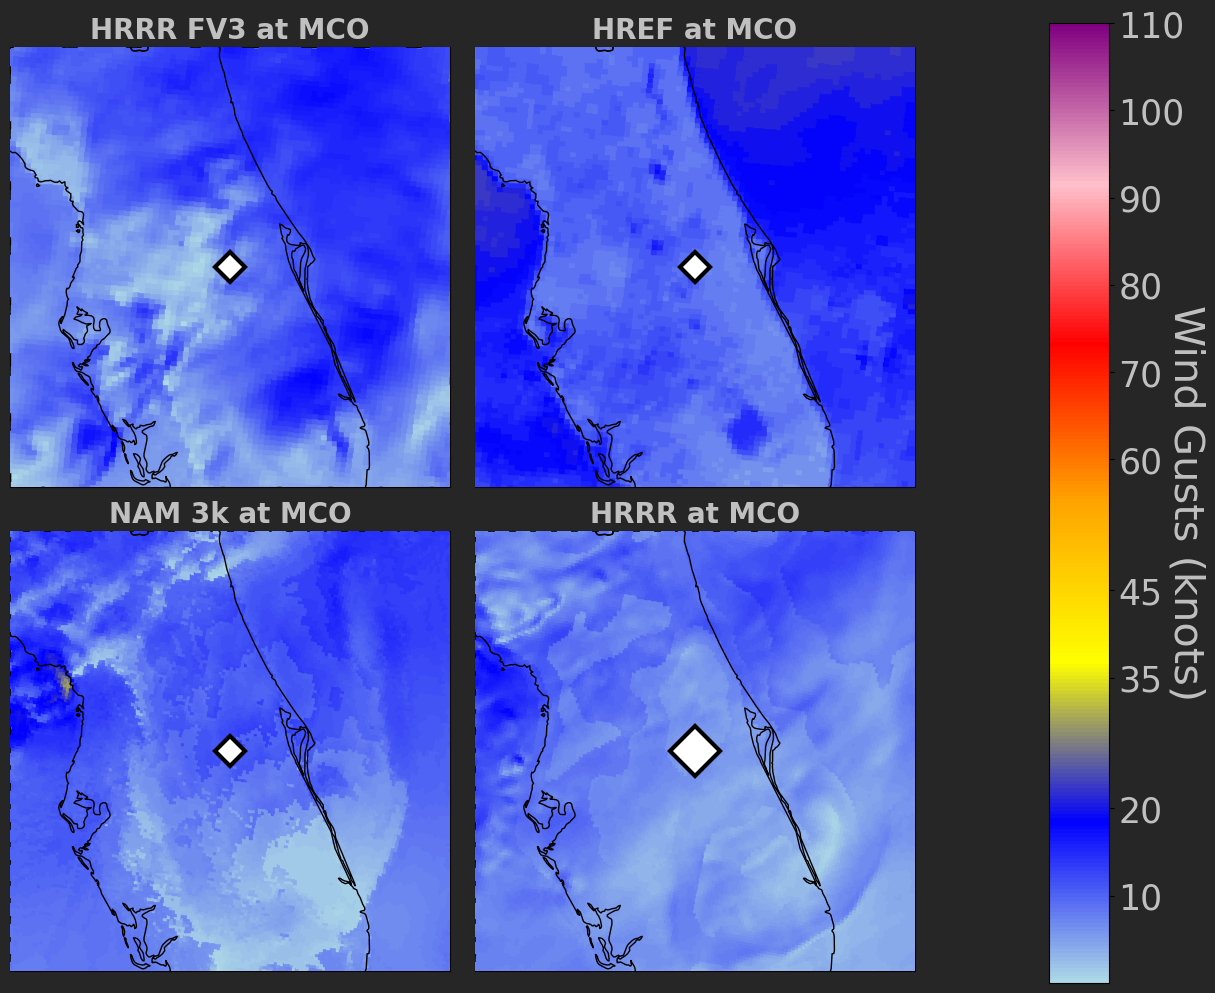 HRRR FV3 at MCO
HREF at MCO
NAM 3k at MCO
HRRR at MCO
110
100
90
80
70
60
45
35
20
10
Wind Gusts (knots)